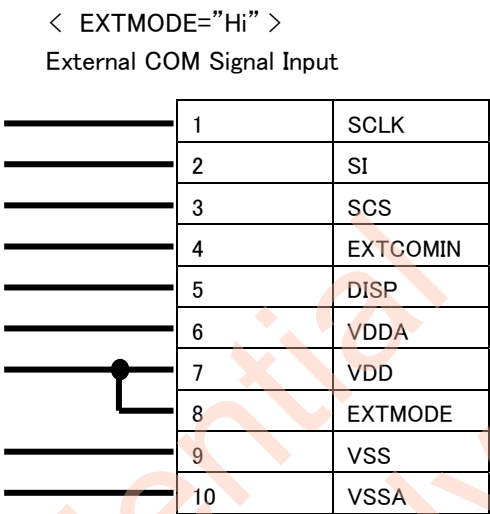 < EXTMODE=”Hi” >
External COM Signal Input
1 SCLK
2 SI
3 SCS
4 EXTCOMIN
5 DISP
6 VDDA
7 VDD
8 EXTMODE
9 VSS
10 VSSA